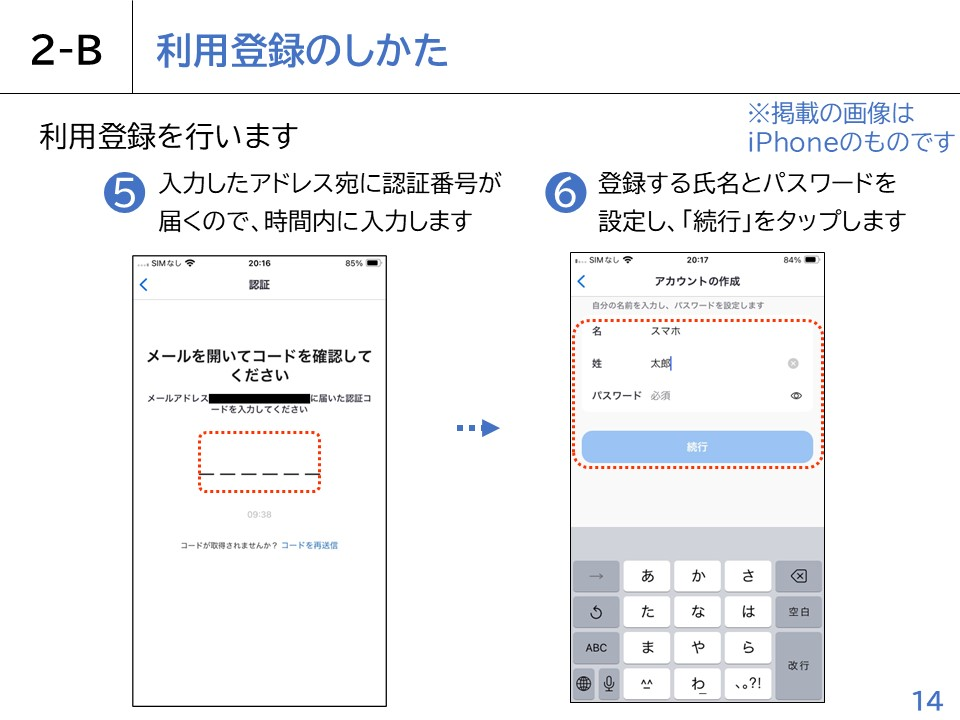 2-B
利用登録のしかた
利用登録を行います
※掲載の画像は
iPhoneのものです
5
入力したアドレス宛に認証番号が
届くので、時間内に入力します
SIMなし
20:16
85%
認証
メールを開いてコードを確認して
ください
メールアドレス
に届いた認証コ
ードを入力してください
09:38
コードが取得されませんか？ コードを再送信
6
登録する氏名とパスワードを
設定し、「続行」をタップします
SIMなし
20:17
84%
アカウントの作成
自分の名前を入力し、パスワードを設定します
名 スマホ
姓 太郎
パスワード 必須
続行
→ あ か さ
た な は 空白
ABC ま や ら 改行
^^ わ 、。?!
14